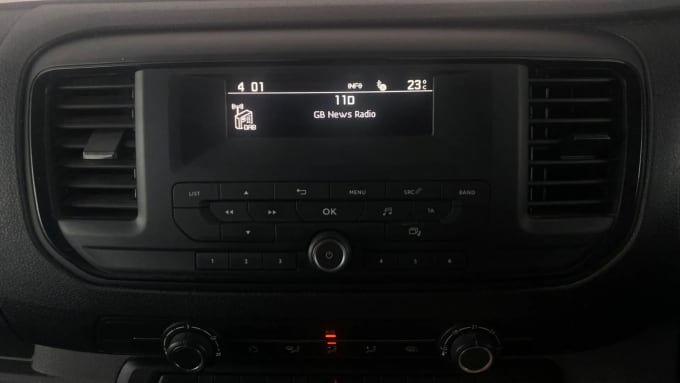 4 01 INFO 23°C
11D
GB News Radio
DAB
LIST MENU SRC BAND
OK TA
1 2 3 4 5 6